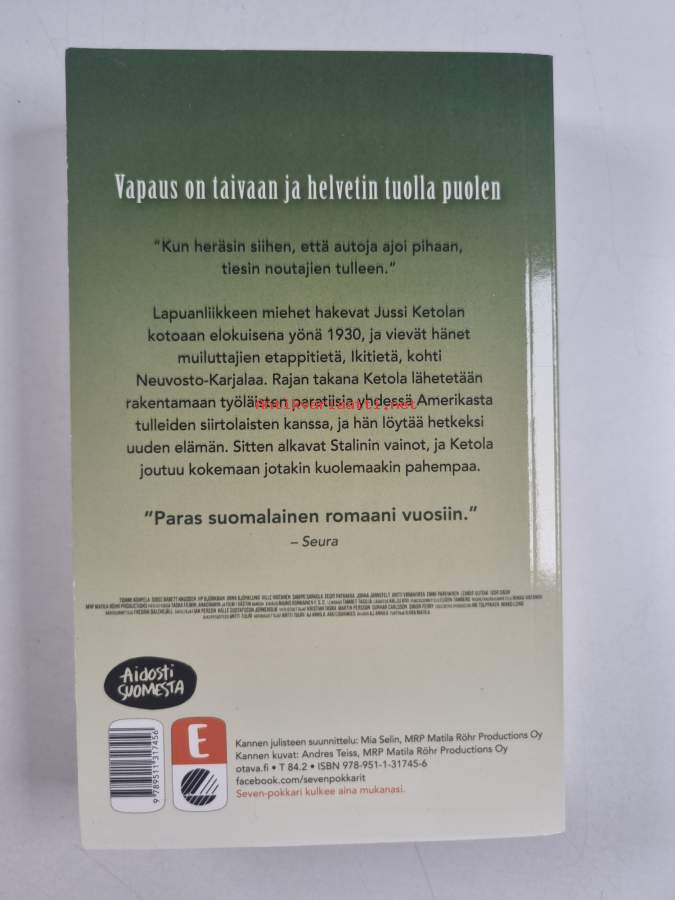 Vapaus on taivaan ja helvetin tuolla puolen
"Kun heräsin siihen, että autoja ajoi pihaan,
tiesin noutajien tulleen."
Lapuanliikkeen miehet hakevat Jussi Ketolan
kotoaan elokuisena yönä 1930, ja vievät hänet
muiluttajien etappitietä, Ikitietä, kohti
Neuvosto-Karjalaa. Rajan takana Ketola lähetetään
rakentamaan työläisten paratiisia yhdessä Amerikasta
tulleiden siirtolaisten kanssa, ja hän löytää hetkeksi
uuden elämän. Sitten alkavat Stalinin vainot, ja Ketola
joutuu kokemaan jotakin kuolemaakin pahempaa.
"Paras suomalainen romaani vuosiin."
– Seura
Aidosti
SUOMESTA
E
9 789511 317456
Kannen julisteen suunnittelu: Mia Selin, MRP Matila Röhr Productions Oy
Kannen kuvat: Andres Teiss, MRP Matila Röhr Productions Oy
otava.fi • T 84.2 • ISBN 978-951-1-31745-6
facebook.com/sevenpokkarit
Seven-pokkari kulkee aina mukanasi.